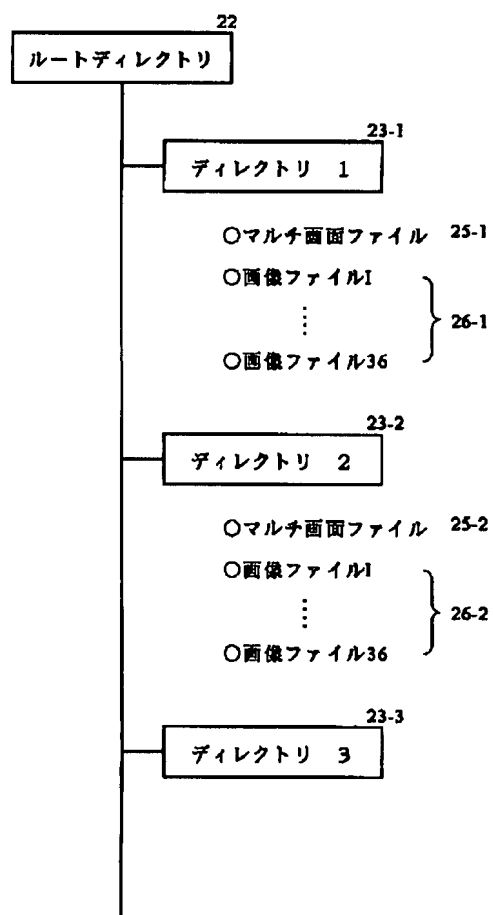 22
ルートディレクトリ
23-1
ディレクトリ 1
○マルチ画面ファイル 25-1
○画像ファイルI
26-1
○画像ファイル36
23-2
ディレクトリ 2
○マルチ画面ファイル 25-2
○画像ファイルI
26-2
○画像ファイル36
23-3
ディレクトリ 3